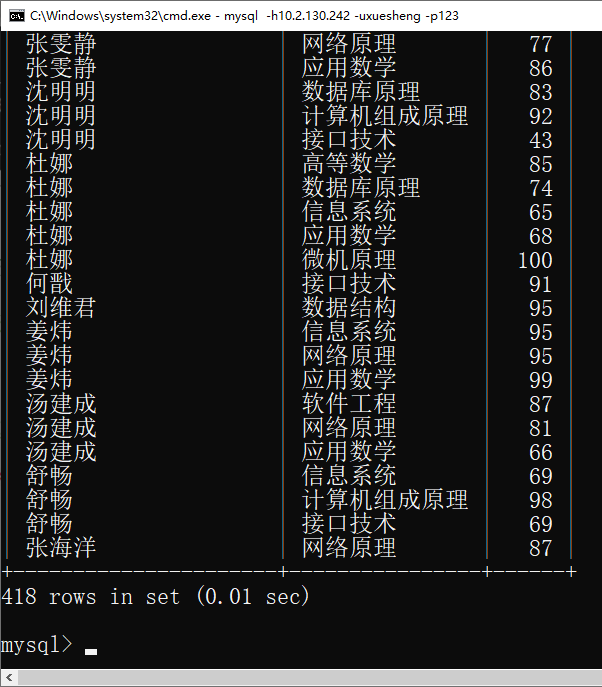 C:\Windows\system32\cmd.exe - mysql  -h10.2.130.242 -uxuesheng -p123
张雯静 网络原理 77
张雯静 应用数学 86
沈明明 数据库原理 83
沈明明 计算机组成原理 92
沈明明 接口技术 43
杜娜 高等数学 85
杜娜 数据库原理 74
杜娜 信息系统 65
杜娜 应用数学 68
杜娜 微机原理 100
何戬 接口技术 91
刘维君 数据结构 95
姜炜 信息系统 95
姜炜 网络原理 95
姜炜 应用数学 99
汤建成 软件工程 87
汤建成 网络原理 81
汤建成 应用数学 66
舒畅 信息系统 69
舒畅 计算机组成原理 98
舒畅 接口技术 69
张海洋 网络原理 87
418 rows in set (0.01 sec)
mysql>